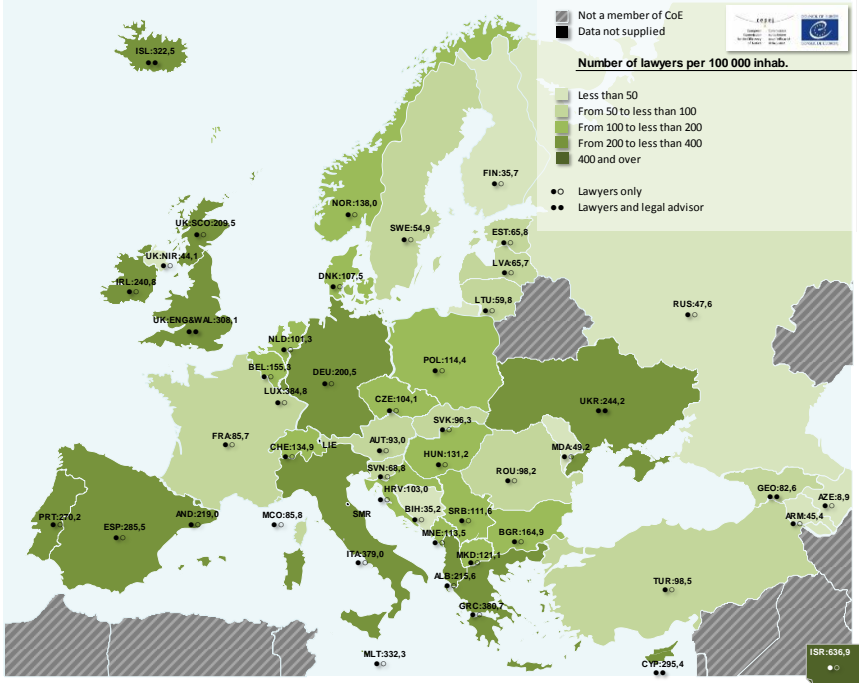 Not a member of CoE
Data not supplied
COUNCIL OF EUROPE
CONSEIL DE L'EUROPE
Number of lawyers per 100 000 inhab.
Less than 50
From 50 to less than 100
From 100 to less than 200
From 200 to less than 400
400 and over
Lawyers only
Lawyers and legal advisor
ISL:322,5
FIN:35,7
NOR:138,0
UK:SCO:209,5
SWE:54,9
EST:65,8
UK:NIR:44,1
LVA:65,7
IRL:240,8
DNK:107,5
LTU:59,8
RUS:47,6
UK:ENG&WAL:308,1
NLD:101,3
POL:114,4
BEL:155,3
DEU:200,5
LUX:384,8
CZE:104,1
UKR:244,2
SVK:96,3
FRA:85,7
AUT:93,0
LIE
CHE:134,9
MDA:49,2
HUN:131,2
SVN:68,8
ROU:98,2
HRV:103,0
GEO:82,6
AZE:8,9
PRT:270,2
AND:219,0
MCO:85,8
SMR
BIH:35,2
SRB:111,6
ARM:45,4
ESP:285,5
MNE:113,5
BGR:164,9
ITA:379,0
MKD:121,1
ALB:215,6
TUR:98,5
GRC:380,7
MLT:332,3
CYP:295,4
ISR:636,9